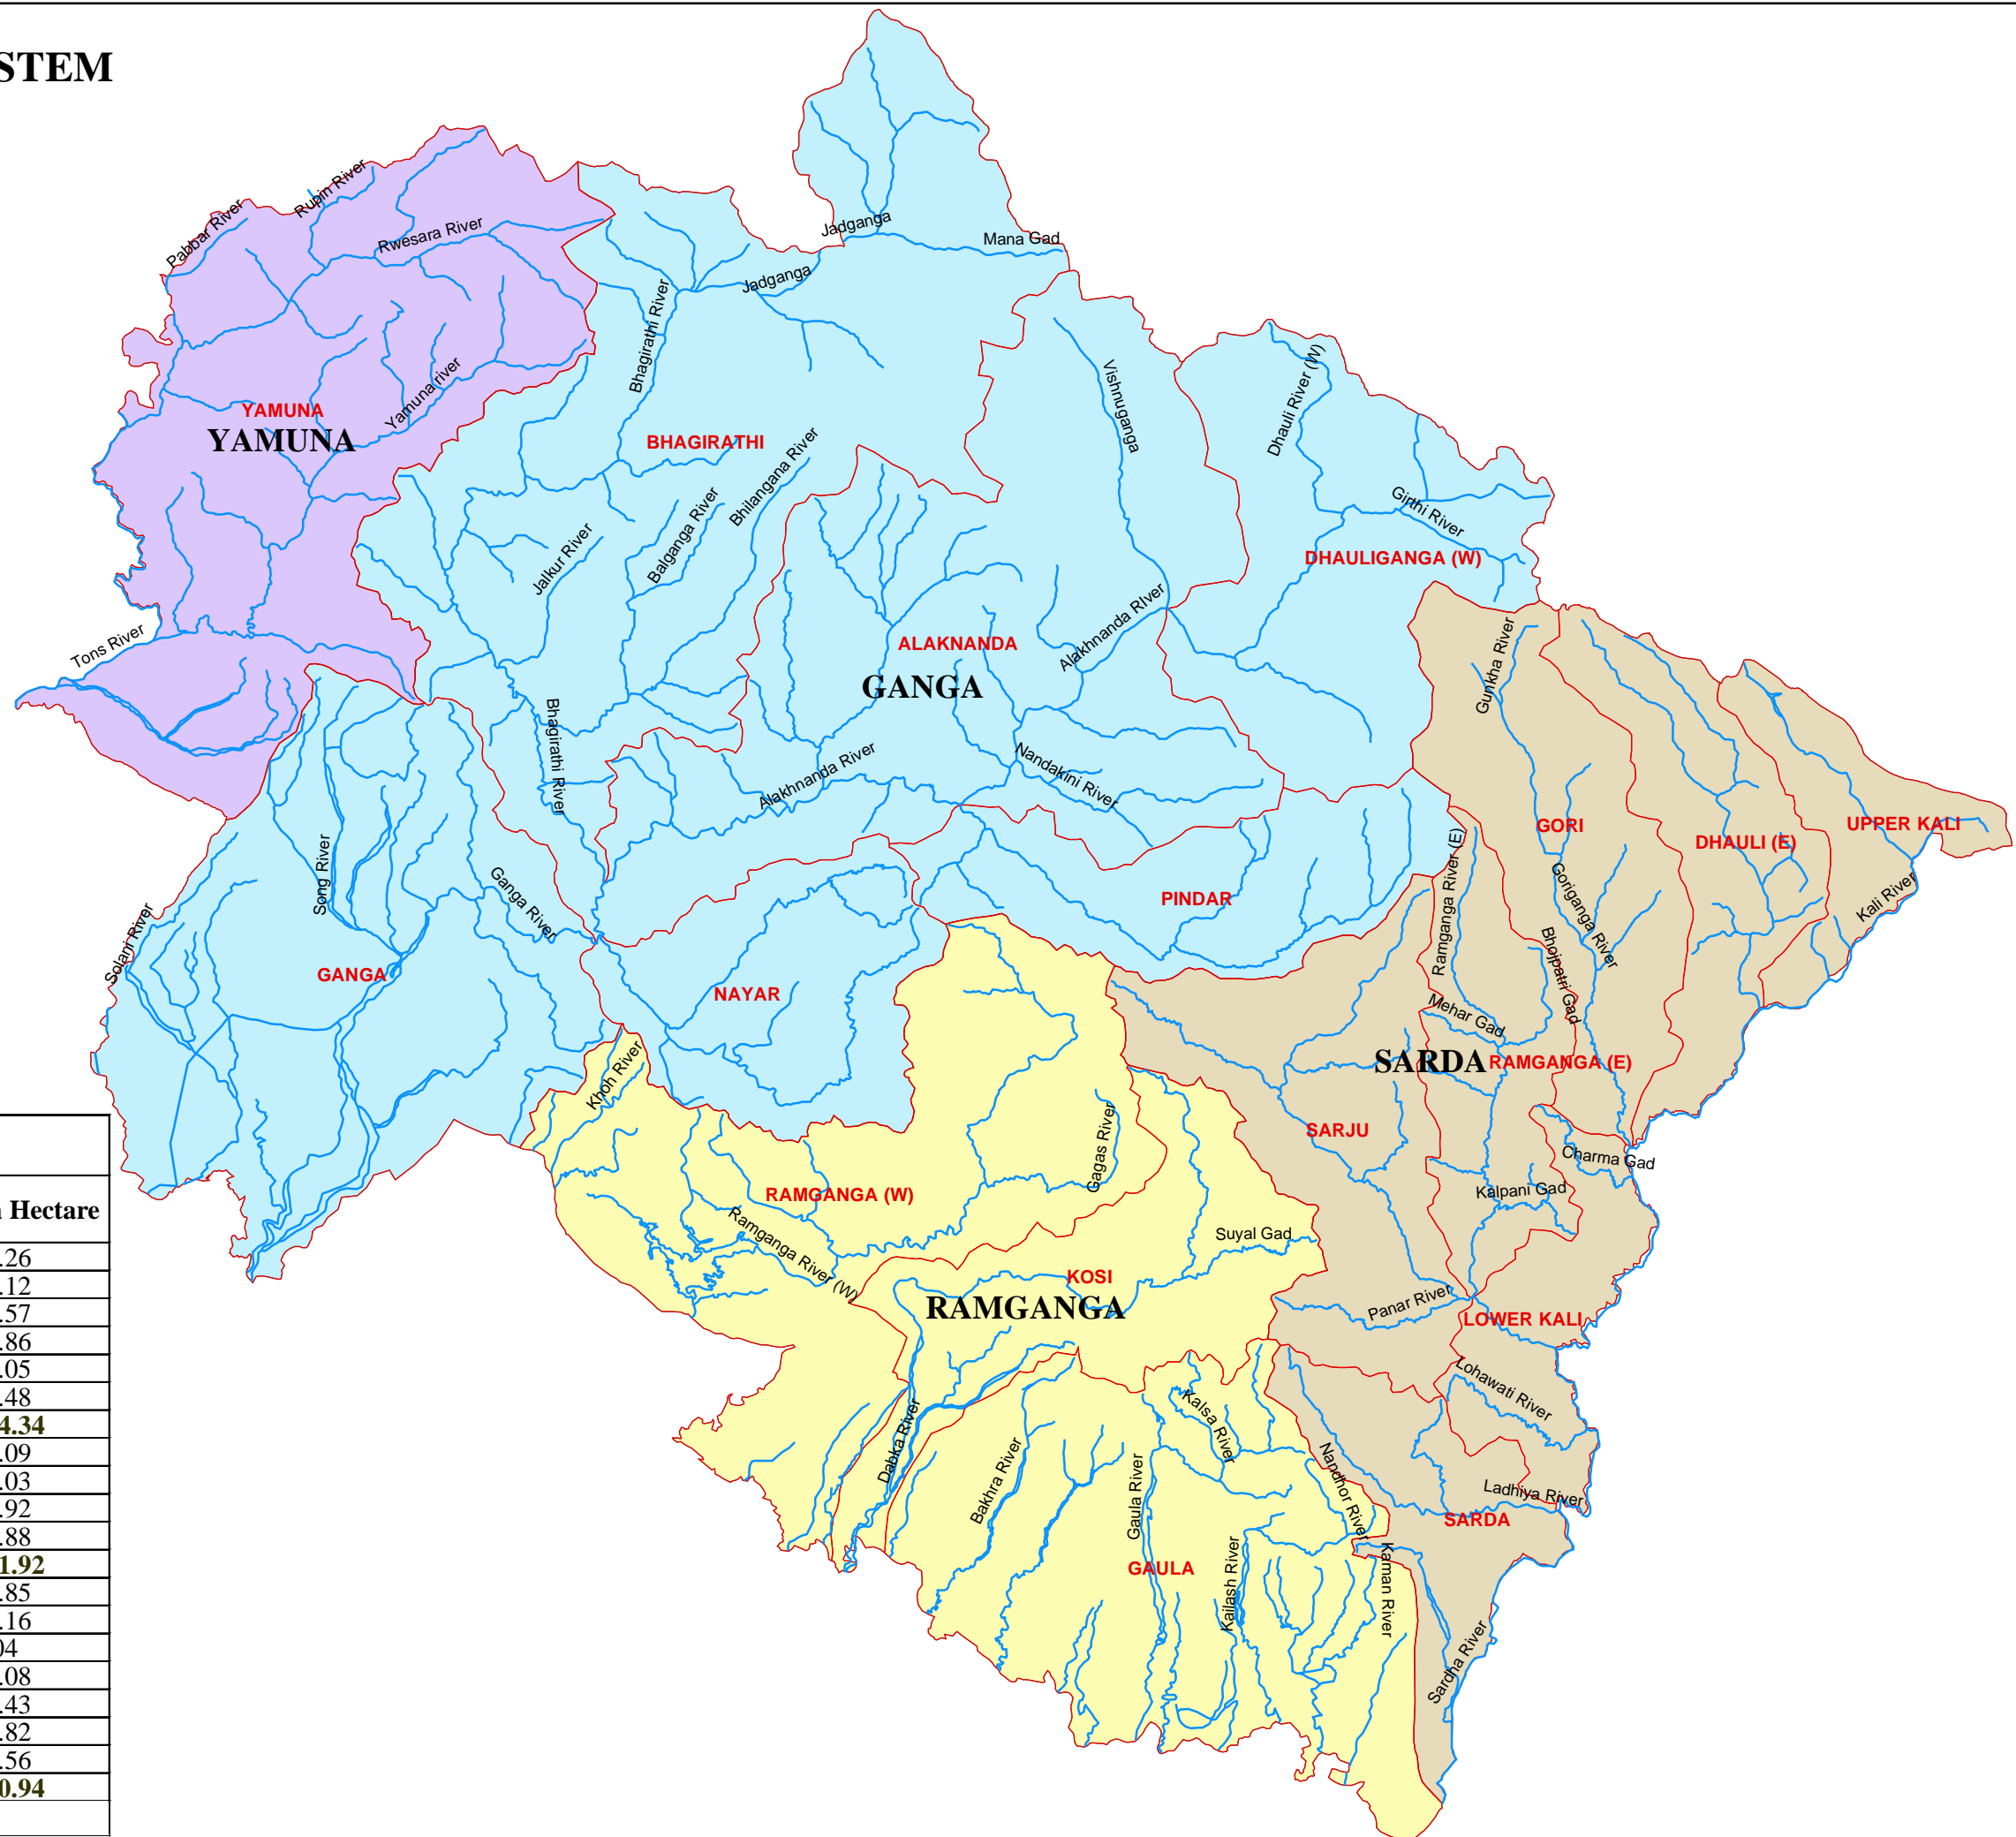 STEM
Rupin River
Pabbar River
Rwesara River
Jadganga
Mana Gad
Jadganga
Bhagirathi River
Yamuna river
YAMUNA
YAMUNA
BHAGIRATHI
Vishnuganga
Dhauli River (W)
Bhilangana River
Balganga River
Jalkur River
Girthi River
DHAULIGANGA (W)
Tons River
ALAKNANDA
Alakhnanda RIver
GANGA
Gunkha River
Bhagirathi River
Alakhnanda River
Nandakini River
GORI
DHAULI (E)
UPPER KALI
Song River
Ganga River
PINDAR
Ramganga River (E)
Goriganga River
Kali River
Solani River
GANGA
NAYAR
Bhojpatri Gad
Mehar Gad
SARDA
RAMGANGA (E)
Khoh River
SARJU
Gagas River
Charma Gad
RAMGANGA (W)
Kalpani Gad
Ramganga River (W)
Suyal Gad
KOSI
RAMGANGA
Panar River
LOWER KALI
Lohawati River
Dabka River
Bakhra River
Gaula River
Kalsa River
Nandhor River
Ladhiya River
SARDA
GAULA
Kailash River
Kaman River
Sardha River
Hectare
.26
.12
.57
.86
.05
.48
4.34
.09
.03
.92
.88
1.92
.85
.16
04
.08
.43
.82
.56
0.94